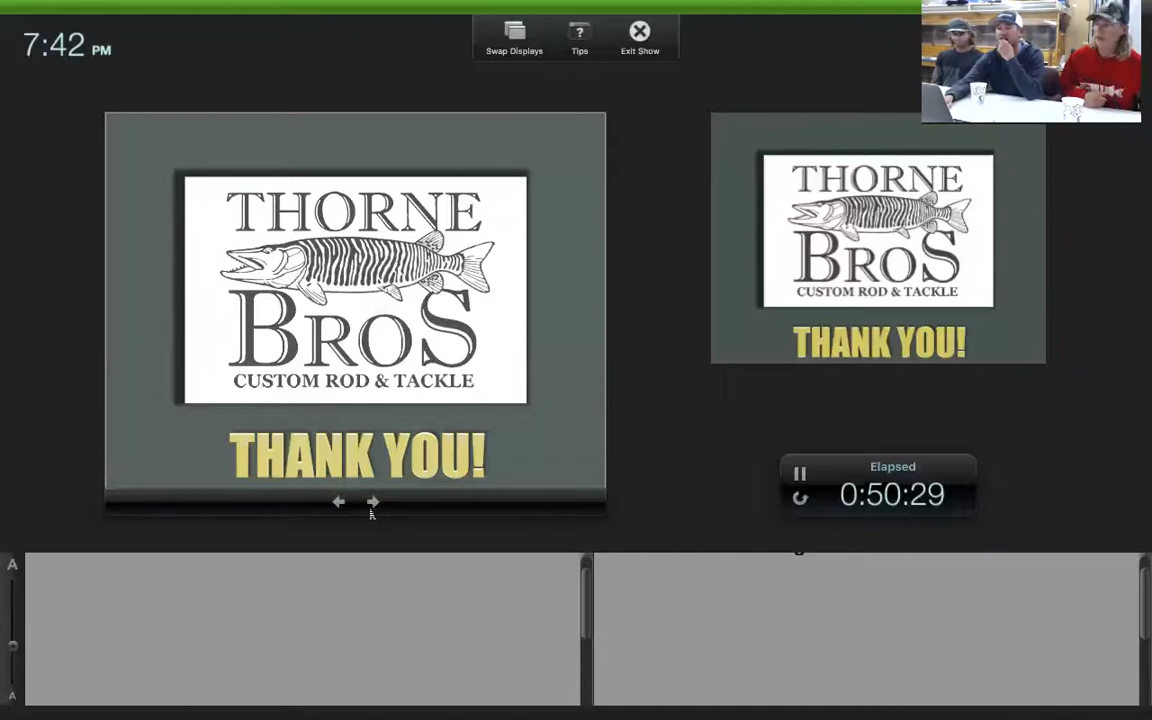 7:42 PM
Swap Displays
Tips
Exit Show
THORNE
BROS
CUSTOM ROD & TACKLE
THANK YOU!
THORNE
BROS
CUSTOM ROD & TACKLE
THANK YOU!
Elapsed
0:50:29
A
A